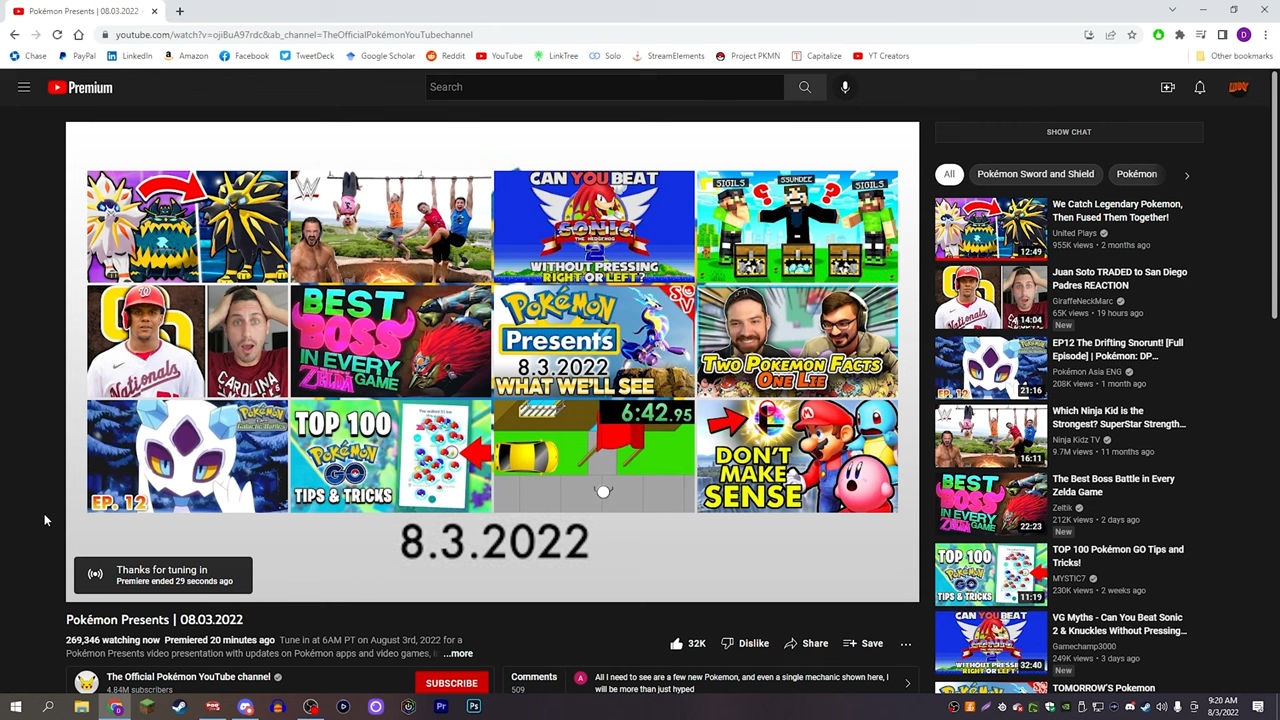 Pokémon Presents | 08.03.2022 -
youtube.com/watch?v=ojiBuA97rdc&ab_channel=TheOfficialPokémonYouTubechannel
Chase
PayPal
LinkedIn
Amazon
Facebook
TweetDeck
Google Scholar
Reddit
YouTube
LinkTree
Solo
StreamElements
Project PKMN
Capitalize
YT Creators
Other bookmarks
Premium
Search
SHOW CHAT
All
Pokémon Sword and Shield
Pokémon
CAN YOU BEAT
SONIC
THE HEDGEHOG
2
WITHOUT PRESSING
RIGHT OR LEFT?
SIGILS
SSUNDEE
SIGILS
Nationals
CAROLINA
BEST
BOSS
IN EVERY
ZELDA GAME
Pokémon
Presents
8.3.2022
WHAT WE'LL SEE
TWO POKEMON FACTS
ONE LIE
EP. 12
TOP 100
Pokémon
GO
TIPS & TRICKS
6:42.95
DON'T
MAKE
SENSE
8.3.2022
Thanks for tuning in
Premiere ended 29 seconds ago
Pokémon Presents | 08.03.2022
269,346 watching now Premiered 20 minutes ago Tune in at 6AM PT on August 3rd, 2022 for a
Pokémon Presents video presentation with updates on Pokémon apps and video games, i...more
32K
Dislike
Share
Save
The Official Pokémon YouTube channel
4.84M subscribers
SUBSCRIBE
Comments
509
All I need to see are a few new Pokemon, and even a single mechanic shown here, I
will be more than just hyped
We Catch Legendary Pokemon,
Then Fused Them Together!
United Plays
955K views • 2 months ago
12:49
Juan Soto TRADED to San Diego
Padres REACTION
GiraffeNeckMarc
65K views • 19 hours ago
New
14:04
EP12 The Drifting Snorunt! [Full
Episode] | Pokémon: DP...
Pokémon Asia ENG
208K views • 1 month ago
21:16
Which Ninja Kid is the
Strongest? SuperStar Strength...
Ninja Kidz TV
9.7M views • 11 months ago
16:11
The Best Boss Battle in Every
Zelda Game
Zeltik
212K views • 2 days ago
New
22:23
TOP 100 Pokémon GO Tips and
Tricks!
MYSTIC7
230K views • 2 weeks ago
11:19
VG Myths - Can You Beat Sonic
2 & Knuckles Without Pressing...
Gamechamp3000
249K views • 3 days ago
New
32:40
TOMORROW'S Pokemon
9:20 AM
8/3/2022